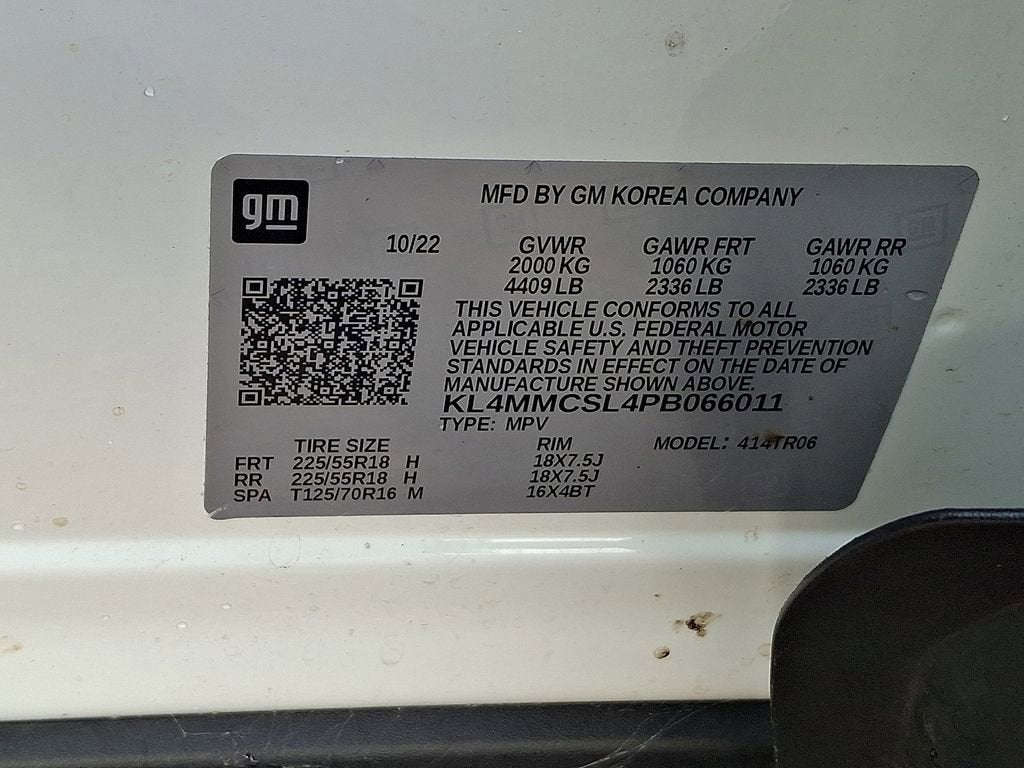 gm
MFD BY GM KOREA COMPANY
10/22 GVWR GAWR FRT GAWR RR
2000 KG 1060 KG 1060 KG
4409 LB 2336 LB 2336 LB
THIS VEHICLE CONFORMS TO ALL
APPLICABLE U.S. FEDERAL MOTOR
VEHICLE SAFETY AND THEFT PREVENTION
STANDARDS IN EFFECT ON THE DATE OF
MANUFACTURE SHOWN ABOVE.
KL4MMCSL4PB066011
TYPE: MPV
TIRE SIZE RIM MODEL: 414TR06
FRT 225/55R18 H 18X7.5J
RR 225/55R18 H 18X7.5J
SPA T125/70R16 M 16X4BT